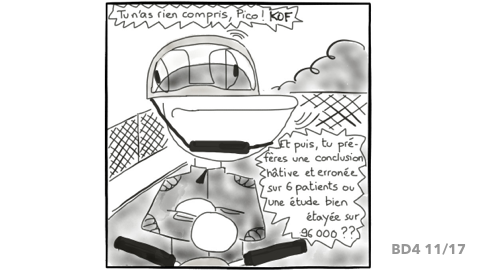 Tu n'as rien compris, Pico ! KOF
Et puis, tu pré-
fères une conclusion
hâtive et erronée
sur 6 patients ou
une étude bien
étayée sur
96 000 ??
BD4 11/17